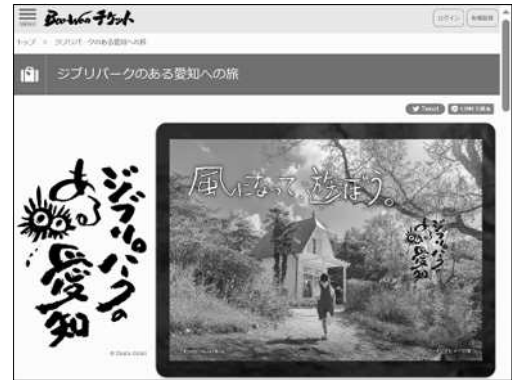 Boo-Wooチケット
ログイン
トップ > ジブリパークのある愛知への旅
ジブリパークのある愛知への旅
Tweet
ジブリパークの
ある
愛知
風になって、遊ぼう。
ジブリパークの
ある
愛知